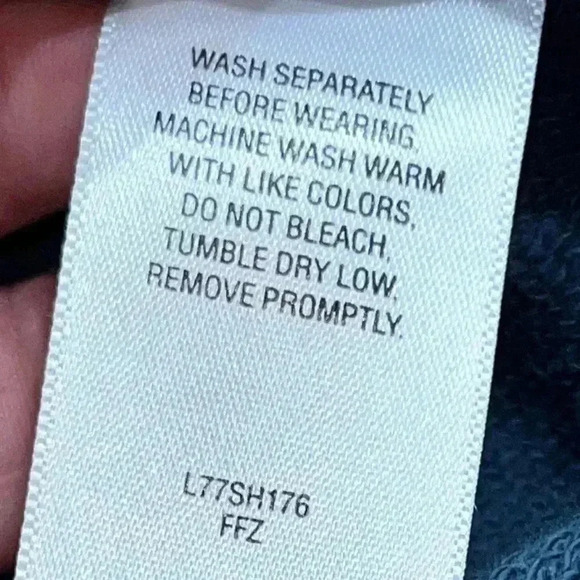 WASH SEPARATELY
BEFORE WEARING.
MACHINE WASH WARM
WITH LIKE COLORS.
DO NOT BLEACH.
TUMBLE DRY LOW.
REMOVE PROMPTLY.
L77SH176
FFZ